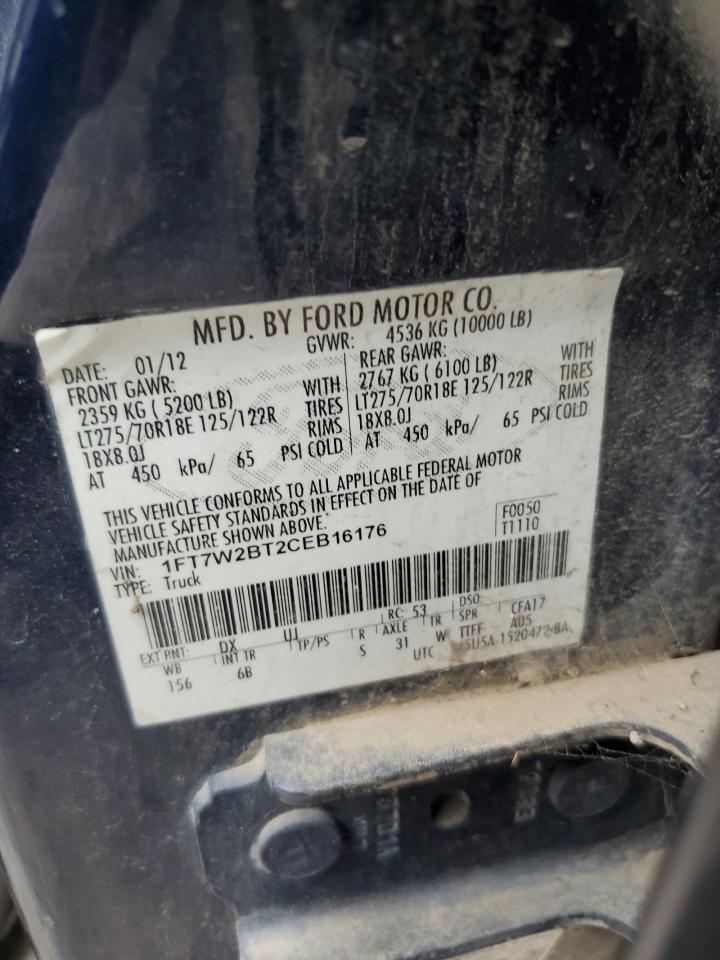 MFD. BY FORD MOTOR CO.
DATE: 01/12 GVWR: 4536 KG (10000 LB)
FRONT GAWR: REAR GAWR:
2359 KG ( 5200 LB) WITH 2767 KG ( 6100 LB) WITH
LT275/70R18E 125/122R TIRES LT275/70R18E 125/122R TIRES
18X8.0J RIMS 18X8.0J RIMS
AT 450 kPa/ 65 PSI COLD AT 450 kPa/ 65 PSI COLD
THIS VEHICLE CONFORMS TO ALL APPLICABLE FEDERAL MOTOR
VEHICLE SAFETY STANDARDS IN EFFECT ON THE DATE OF
MANUFACTURE SHOWN ABOVE.
F0050
T1110
VIN: 1FT7W2BT2CEB16176
TYPE: Truck
EXT PNT: DX UJ RC: 53 DSO:
WB INT TR TP/PS R AXLE TR SPR CFA17
156 6B S 31 W TTFF A05
UTC 5U5A 1520472-BA